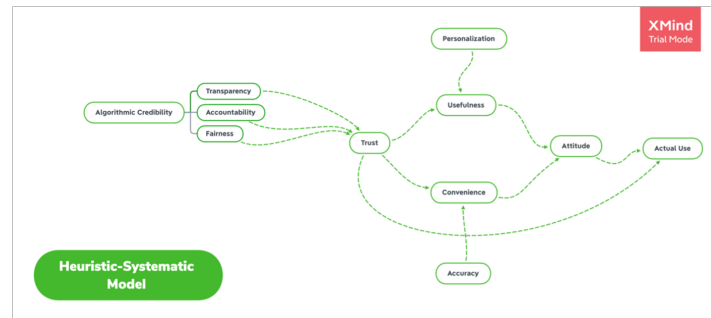 XMind
Trial Mode
Personalization
Transparency
Algorithmic Credibility
Accountability
Usefulness
Fairness
Trust
Attitude
Actual Use
Convenience
Accuracy
Heuristic-Systematic
Model